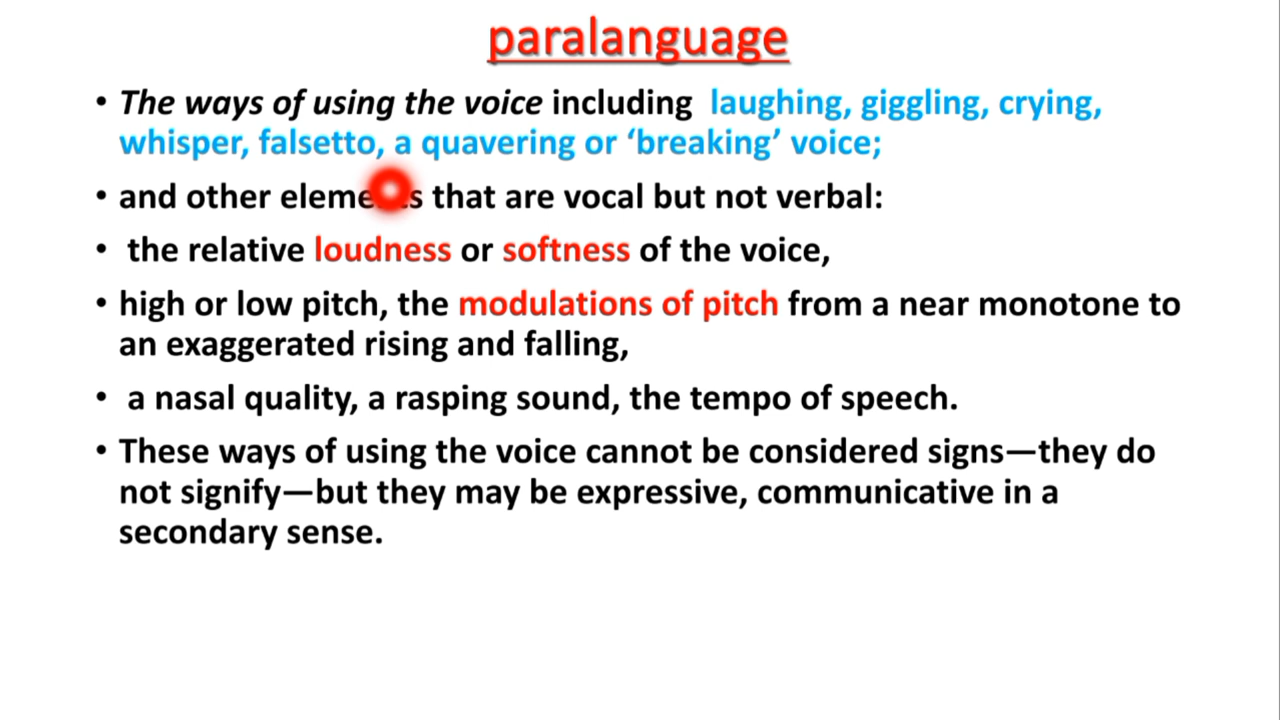 paralanguage
• The ways of using the voice including laughing, giggling, crying,
whisper, falsetto, a quavering or ‘breaking’ voice;
• and other elements that are vocal but not verbal:
• the relative loudness or softness of the voice,
• high or low pitch, the modulations of pitch from a near monotone to
an exaggerated rising and falling,
• a nasal quality, a rasping sound, the tempo of speech.
• These ways of using the voice cannot be considered signs—they do
not signify—but they may be expressive, communicative in a
secondary sense.